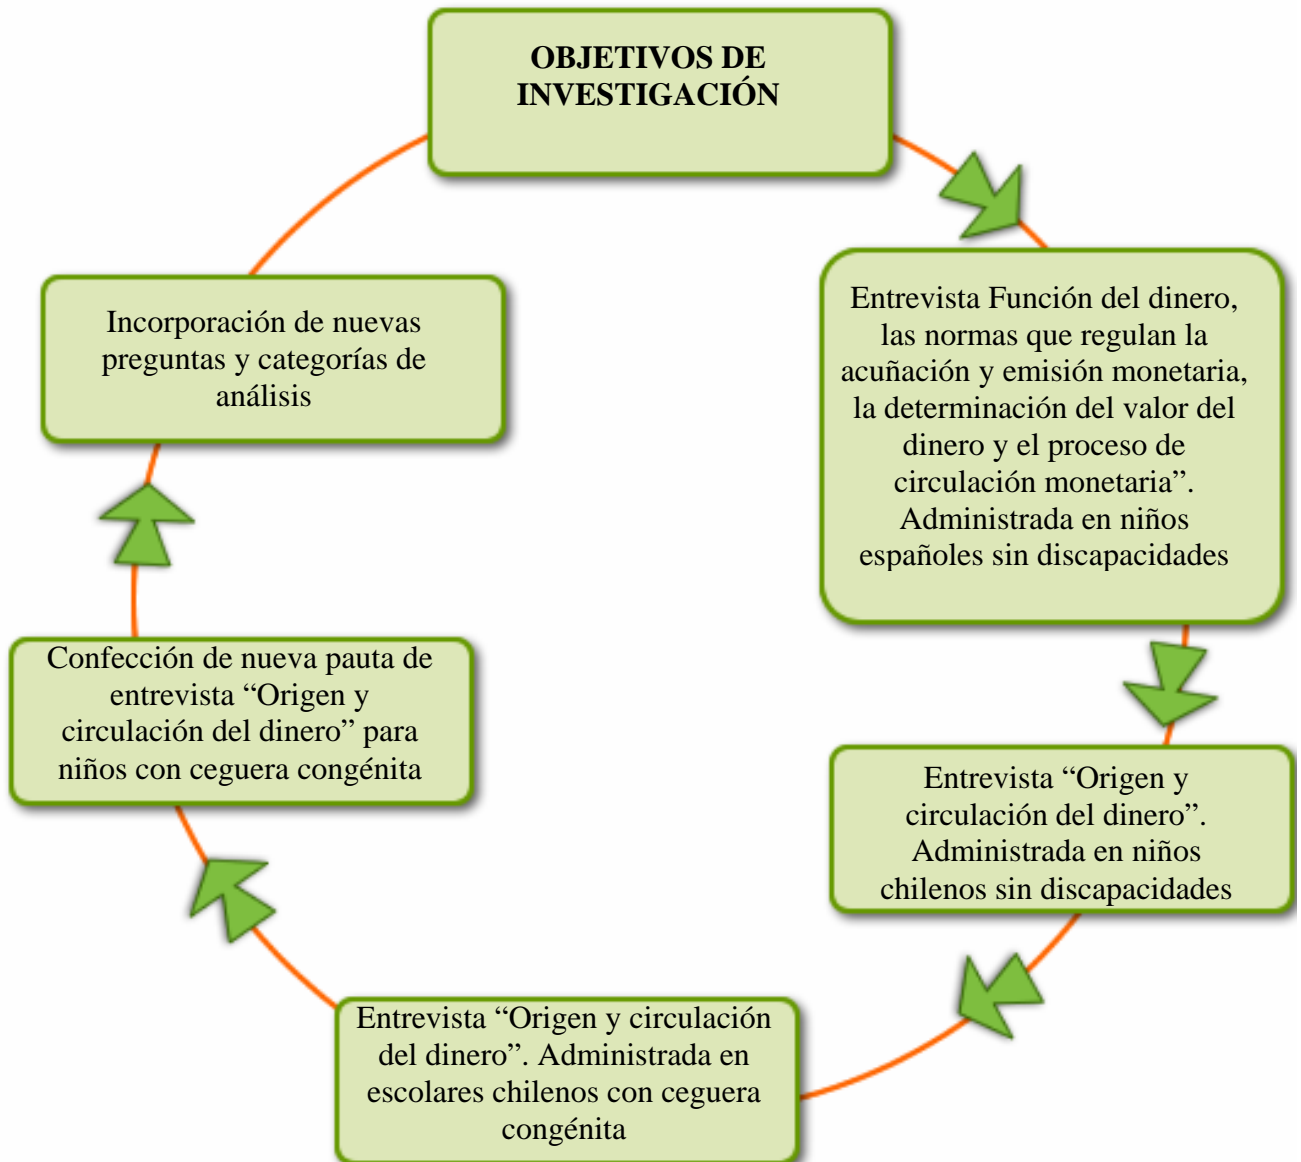 OBJETIVOS DE
INVESTIGACIÓN
Entrevista Función del dinero,
las normas que regulan la
acuñación y emisión monetaria,
la determinación del valor del
dinero y el proceso de
circulación monetaria”.
Administrada en niños
españoles sin discapacidades
Entrevista “Origen y
circulación del dinero”.
Administrada en niños
chilenos sin discapacidades
Entrevista “Origen y circulación
del dinero”. Administrada en
escolares chilenos con ceguera
congénita
Confección de nueva pauta de
entrevista “Origen y
circulación del dinero” para
niños con ceguera congénita
Incorporación de nuevas
preguntas y categorías de
análisis